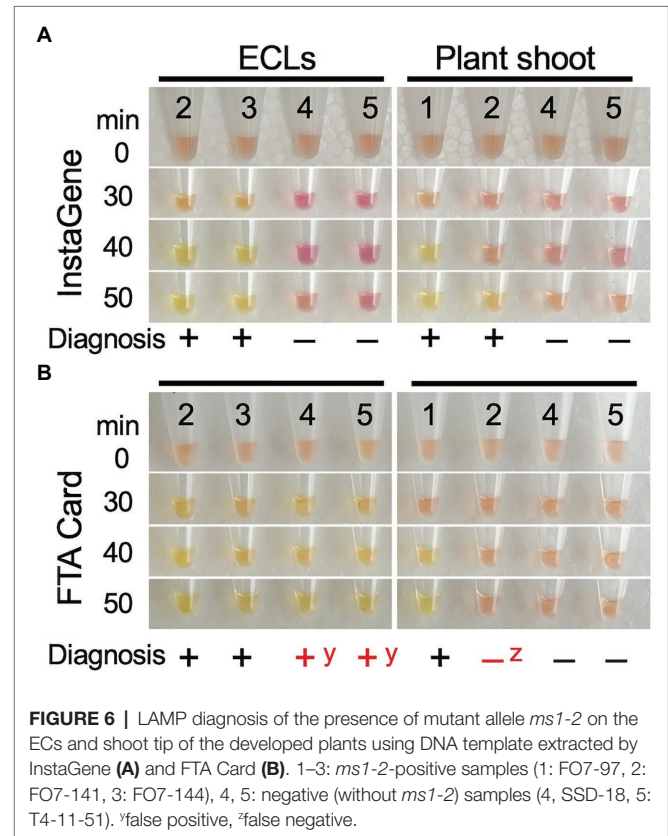 A
ECLs Plant shoot
InstaGene
min 2 3 4 5 1 2 4 5
0
30
40
50
Diagnosis + + – – + + – –
B
FTA Card
min 2 3 4 5 1 2 4 5
0
30
40
50
Diagnosis + + + y + y + – z – –
FIGURE 6 | LAMP diagnosis of the presence of mutant allele ms1-2 on the
ECs and shoot tip of the developed plants using DNA template extracted by
InstaGene (A) and FTA Card (B). 1–3: ms1-2-positive samples (1: FO7-97, 2:
FO7-141, 3: FO7-144), 4, 5: negative (without ms1-2) samples (4, SSD-18, 5:
T4-11-51). ʸfalse positive, ᶻfalse negative.